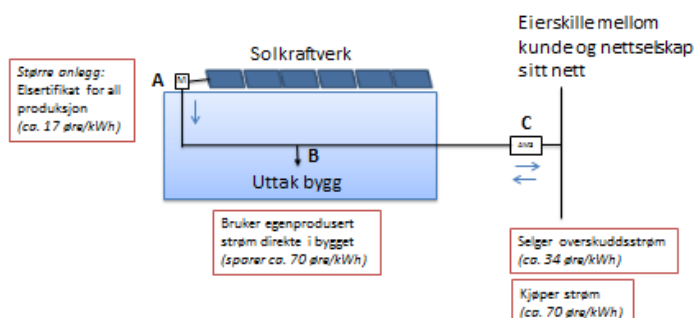 Eierskille mellom
kunde og nettselskap
sitt nett
Solkraftverk
Større anlegg:
Elsertifikat for all
produksjon
(ca. 17 øre/kWh)
A
M
C
AMS
B
Uttak bygg
Bruker egenprodusert
strøm direkte i bygget
(sparer ca. 70 øre/kWh)
Selger overskuddsstrøm
(ca. 34 øre/kWh)
Kjøper strøm
(ca. 70 øre/kWh)